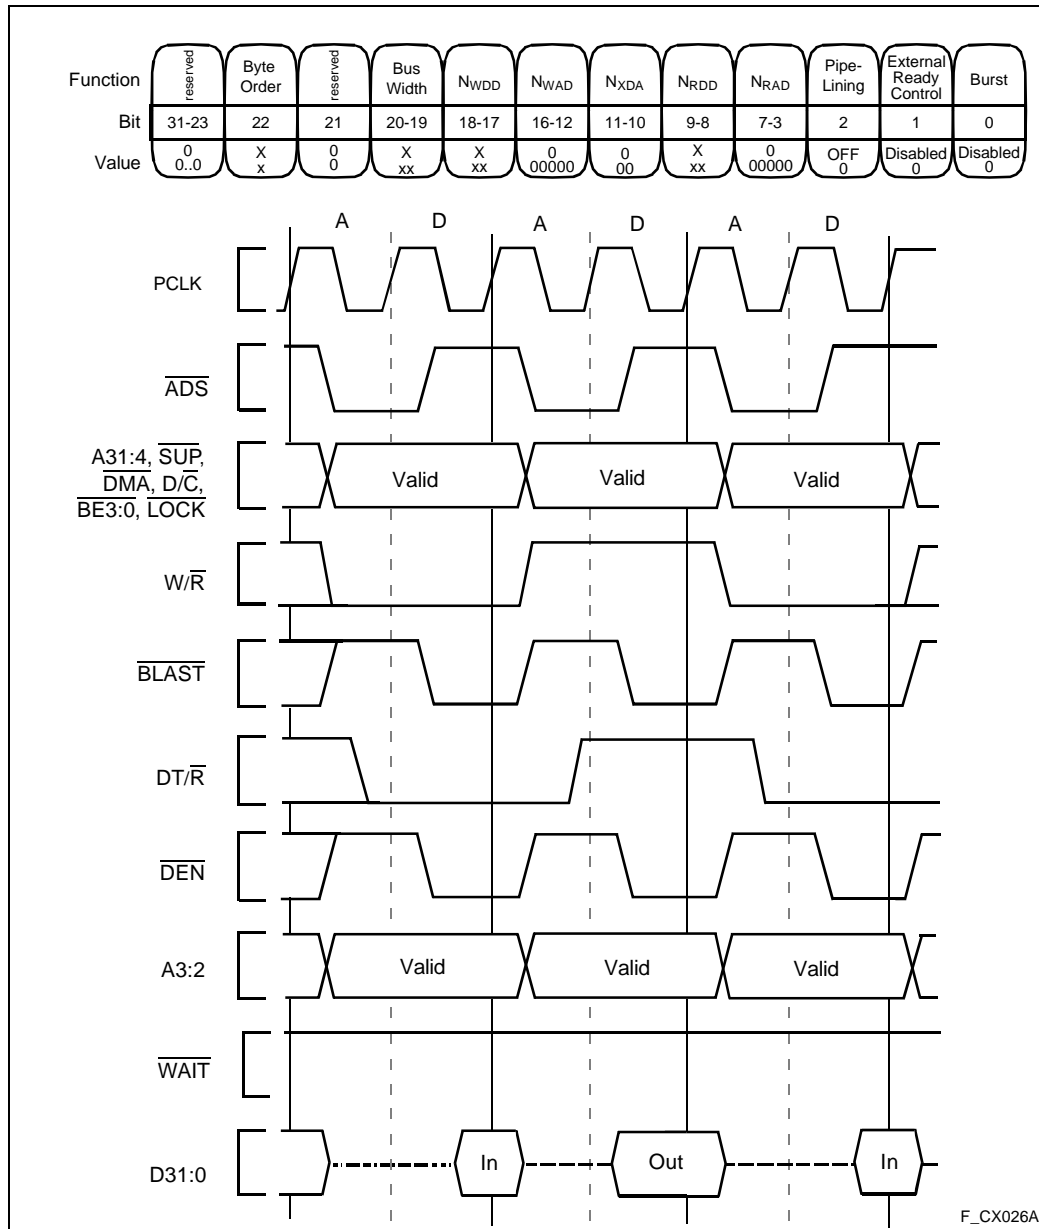 Function reserved Byte Order reserved Bus Width NWDD NWAD NXDA NRDD NRAD Pipe-Lining External Ready Control Burst
Bit 31-23 22 21 20-19 18-17 16-12 11-10 9-8 7-3 2 1 0
Value 0 X 0 X X 0 0 X 0 OFF Disabled Disabled
0..0 x 0 xx xx 00000 00 xx 00000 0 0 0
A D A D A D
PCLK
ADS
A31:4, SUP,
DMA, D/C,
BE3:0, LOCK
Valid Valid Valid
W/R
BLAST
DT/R
DEN
A3:2 Valid Valid Valid
WAIT
D31:0 In Out In
F_CX026A